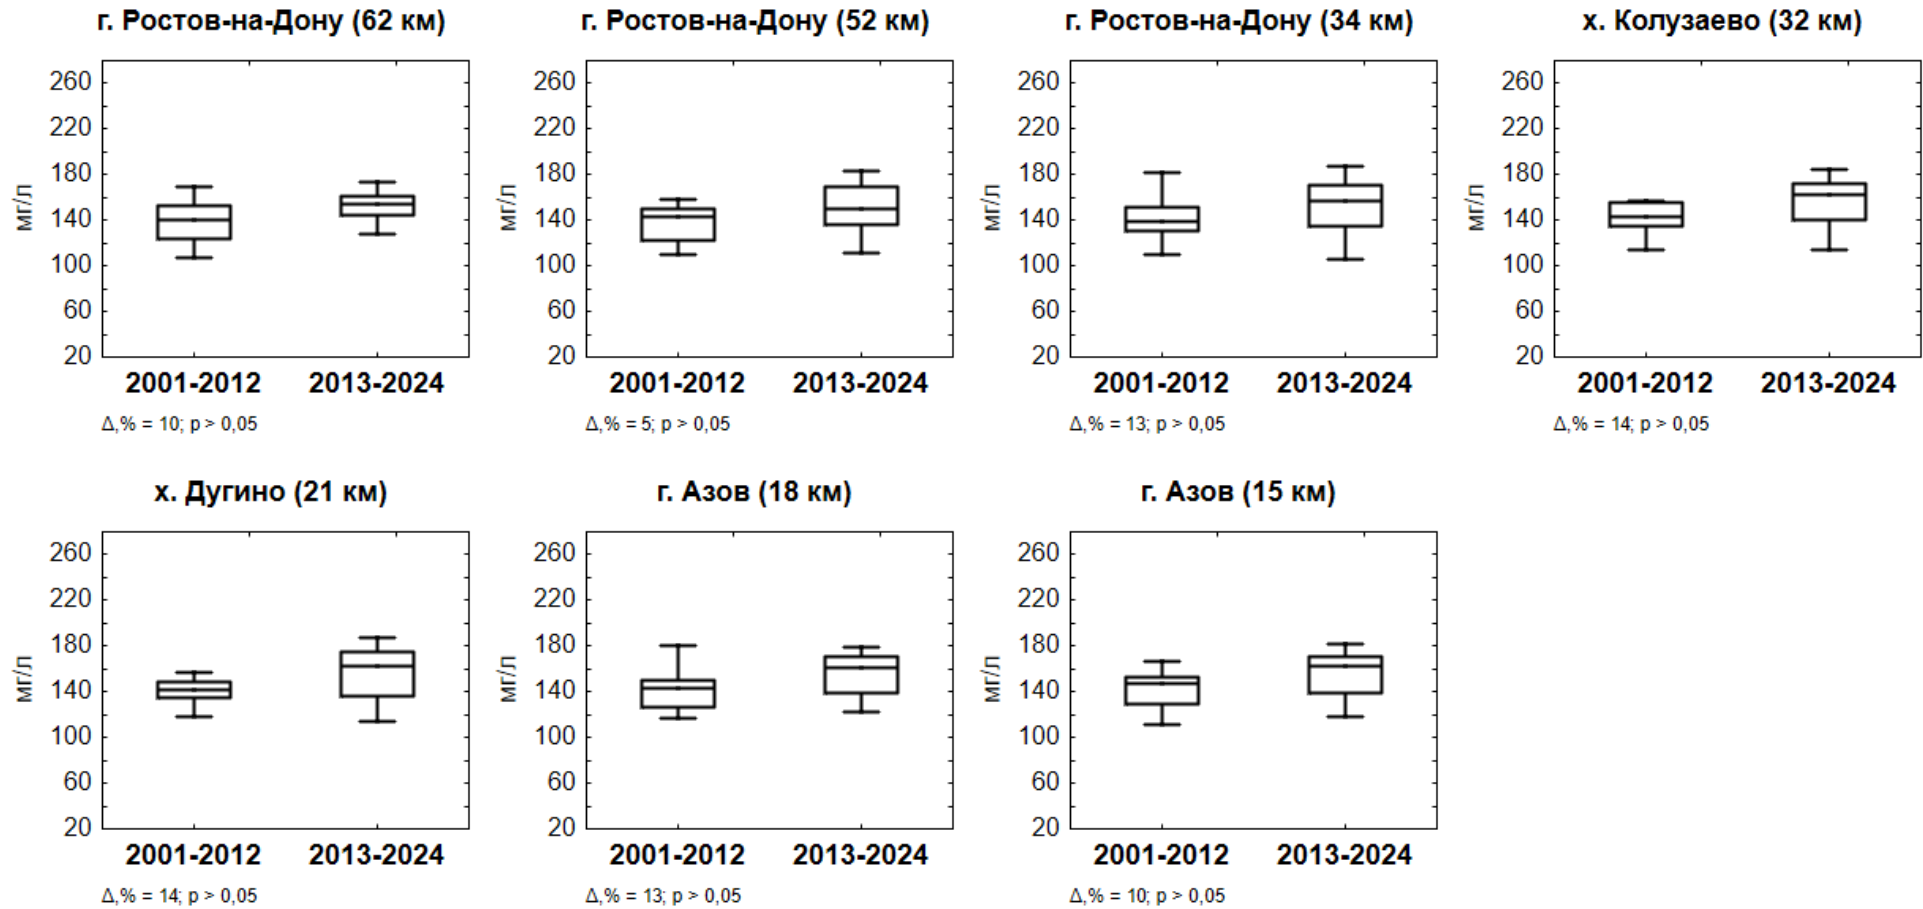 г. Ростов-на-Дону (62 км)
260
220
180
140
100
60
20
мг/л
2001-2012 2013-2024
Δ,% = 10; p > 0,05
г. Ростов-на-Дону (52 км)
260
220
180
140
100
60
20
мг/л
2001-2012 2013-2024
Δ,% = 5; p > 0,05
г. Ростов-на-Дону (34 км)
260
220
180
140
100
60
20
мг/л
2001-2012 2013-2024
Δ,% = 13; p > 0,05
х. Колузаево (32 км)
260
220
180
140
100
60
20
мг/л
2001-2012 2013-2024
Δ,% = 14; p > 0,05
х. Дугино (21 км)
260
220
180
140
100
60
20
мг/л
2001-2012 2013-2024
Δ,% = 14; p > 0,05
г. Азов (18 км)
260
220
180
140
100
60
20
мг/л
2001-2012 2013-2024
Δ,% = 13; p > 0,05
г. Азов (15 км)
260
220
180
140
100
60
20
мг/л
2001-2012 2013-2024
Δ,% = 10; p > 0,05